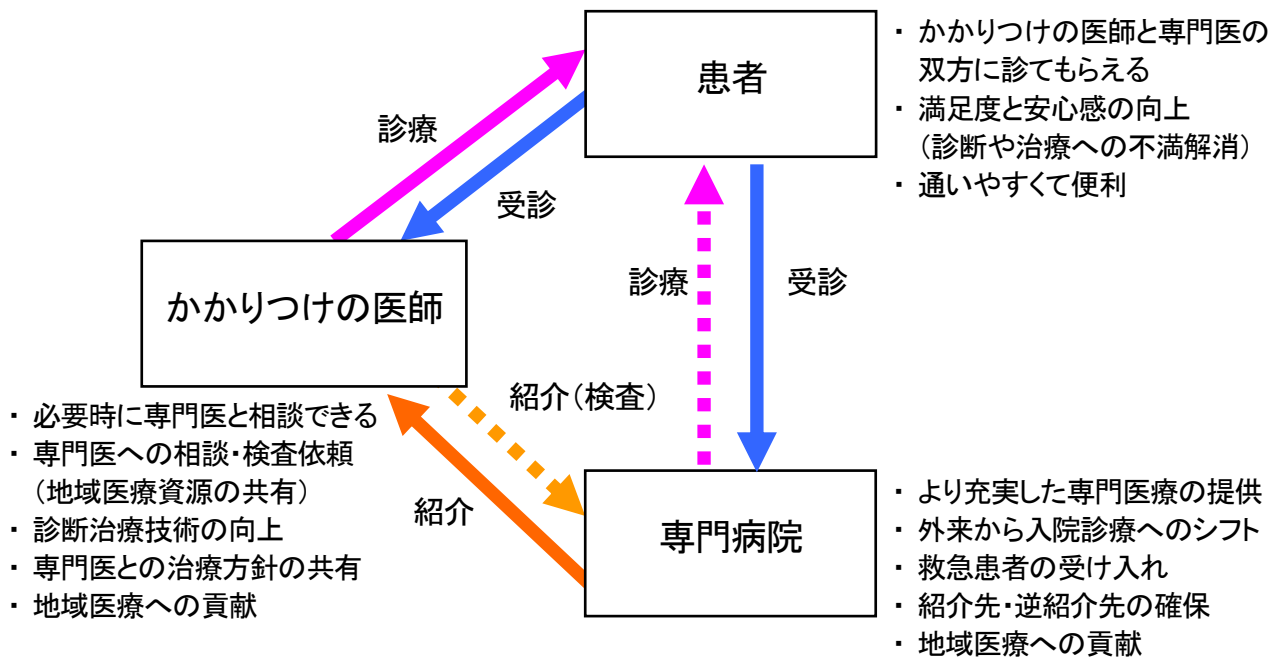 患者
・ かかりつけの医師と専門医の
双方に診てもらえる
・ 満足度と安心感の向上
（診断や治療への不満解消）
・ 通いやすくて便利
診療
受診
かかりつけの医師
診療
受診
紹介（検査）
・ 必要時に専門医と相談できる
・ 専門医への相談・検査依頼
（地域医療資源の共有）
・ 診断治療技術の向上
・ 専門医との治療方針の共有
・ 地域医療への貢献
紹介
専門病院
・ より充実した専門医療の提供
・ 外来から入院診療へのシフト
・ 救急患者の受け入れ
・ 紹介先・逆紹介先の確保
・ 地域医療への貢献